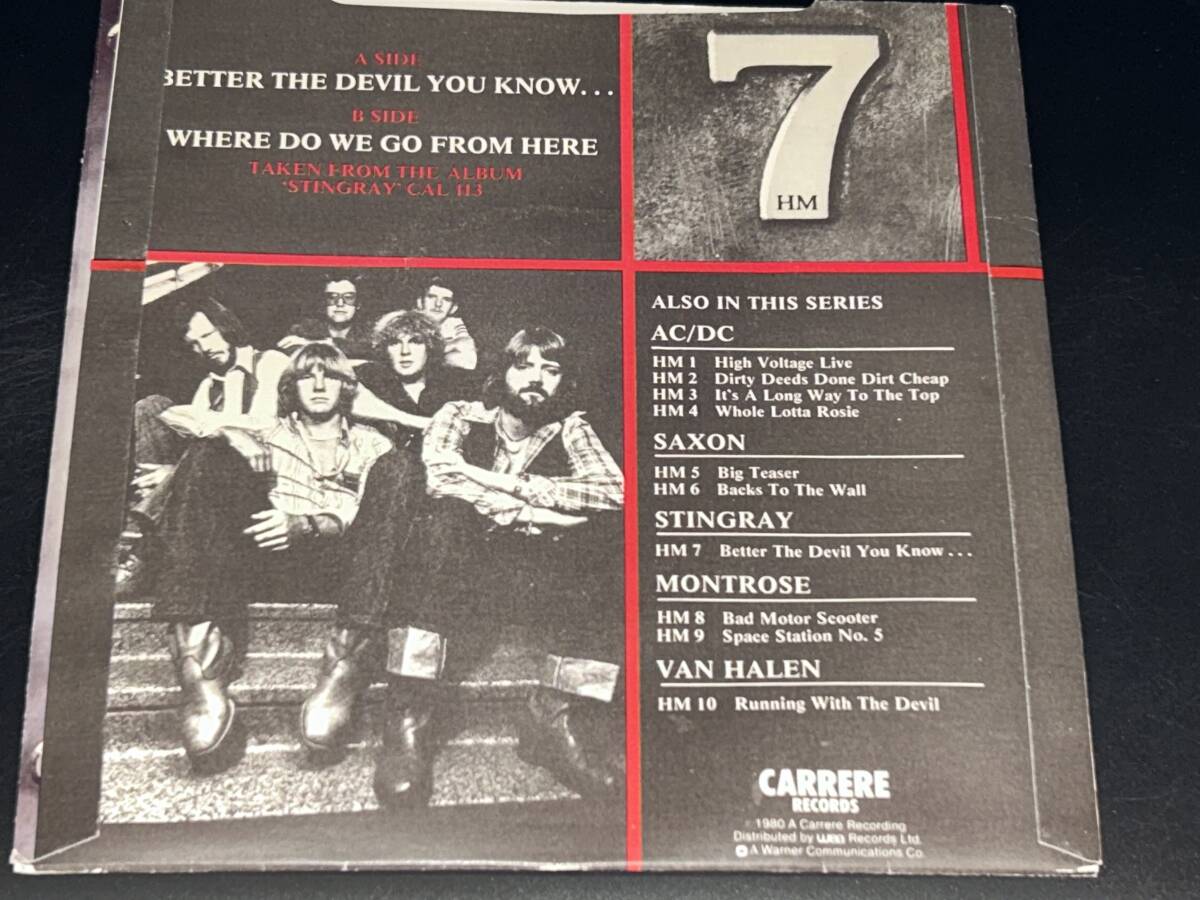 A SIDE
BETTER THE DEVIL YOU KNOW...
B SIDE
WHERE DO WE GO FROM HERE
TAKEN FROM THE ALBUM
'STINGRAY' CAL 113
7
HM
ALSO IN THIS SERIES
AC/DC
HM 1 High Voltage Live
HM 2 Dirty Deeds Done Dirt Cheap
HM 3 It's A Long Way To The Top
HM 4 Whole Lotta Rosie
SAXON
HM 5 Big Teaser
HM 6 Backs To The Wall
STINGRAY
HM 7 Better The Devil You Know...
MONTROSE
HM 8 Bad Motor Scooter
HM 9 Space Station No. 5
VAN HALEN
HM 10 Running With The Devil
CARRERE
RECORDS
1980 A Carrere Recording
Distributed by wea Records Ltd.
A Warner Communications Co.